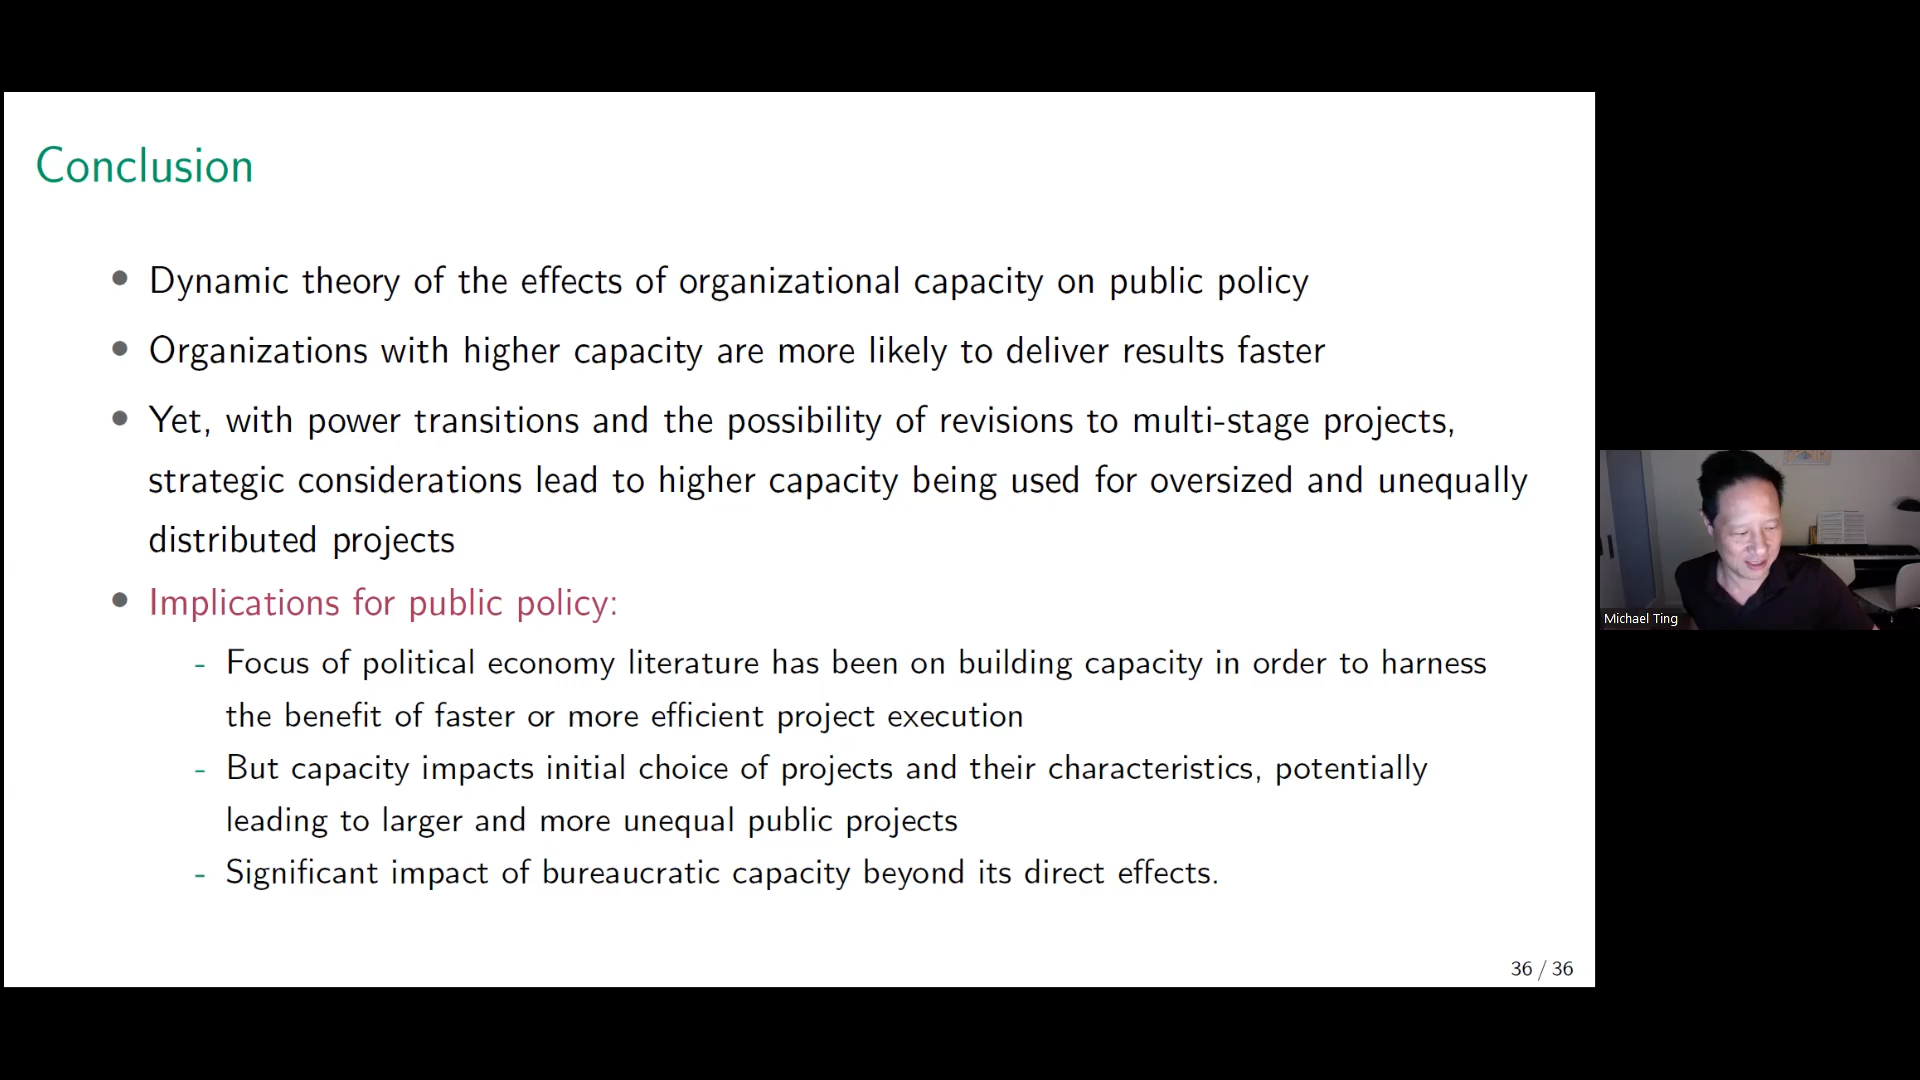 Conclusion
• Dynamic theory of the effects of organizational capacity on public policy
• Organizations with higher capacity are more likely to deliver results faster
• Yet, with power transitions and the possibility of revisions to multi-stage projects,
strategic considerations lead to higher capacity being used for oversized and unequally
distributed projects
• Implications for public policy:
- Focus of political economy literature has been on building capacity in order to harness
the benefit of faster or more efficient project execution
- But capacity impacts initial choice of projects and their characteristics, potentially
leading to larger and more unequal public projects
- Significant impact of bureaucratic capacity beyond its direct effects.
36 / 36
Michael Ting